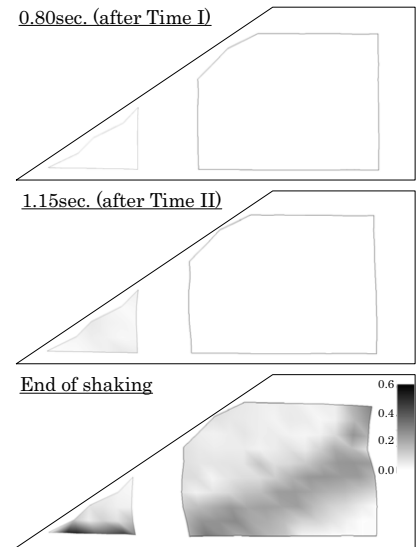 0.80sec. (after Time I)
1.15sec. (after Time II)
End of shaking
0.6
0.4
0.2
0.0